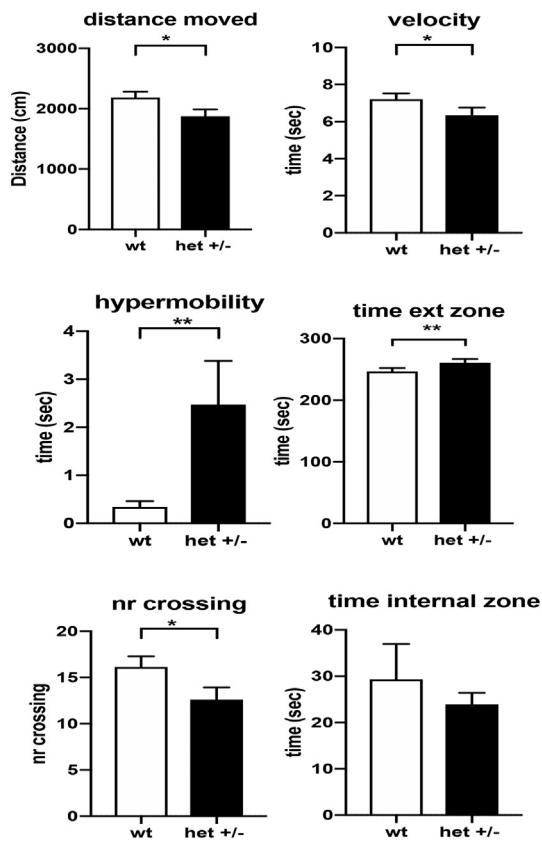 distance moved
*
3000
2000
1000
0
Distance (cm)
wt het +/-
velocity
*
10
8
6
4
2
0
time (sec)
wt het +/-
hypermobility
**
4
3
2
1
0
time (sec)
wt het +/-
time ext zone
**
300
200
100
0
time (sec)
wt het +/-
nr crossing
*
20
15
10
5
0
nr crossing
wt het +/-
time internal zone
40
30
20
10
0
time (sec)
wt het +/-